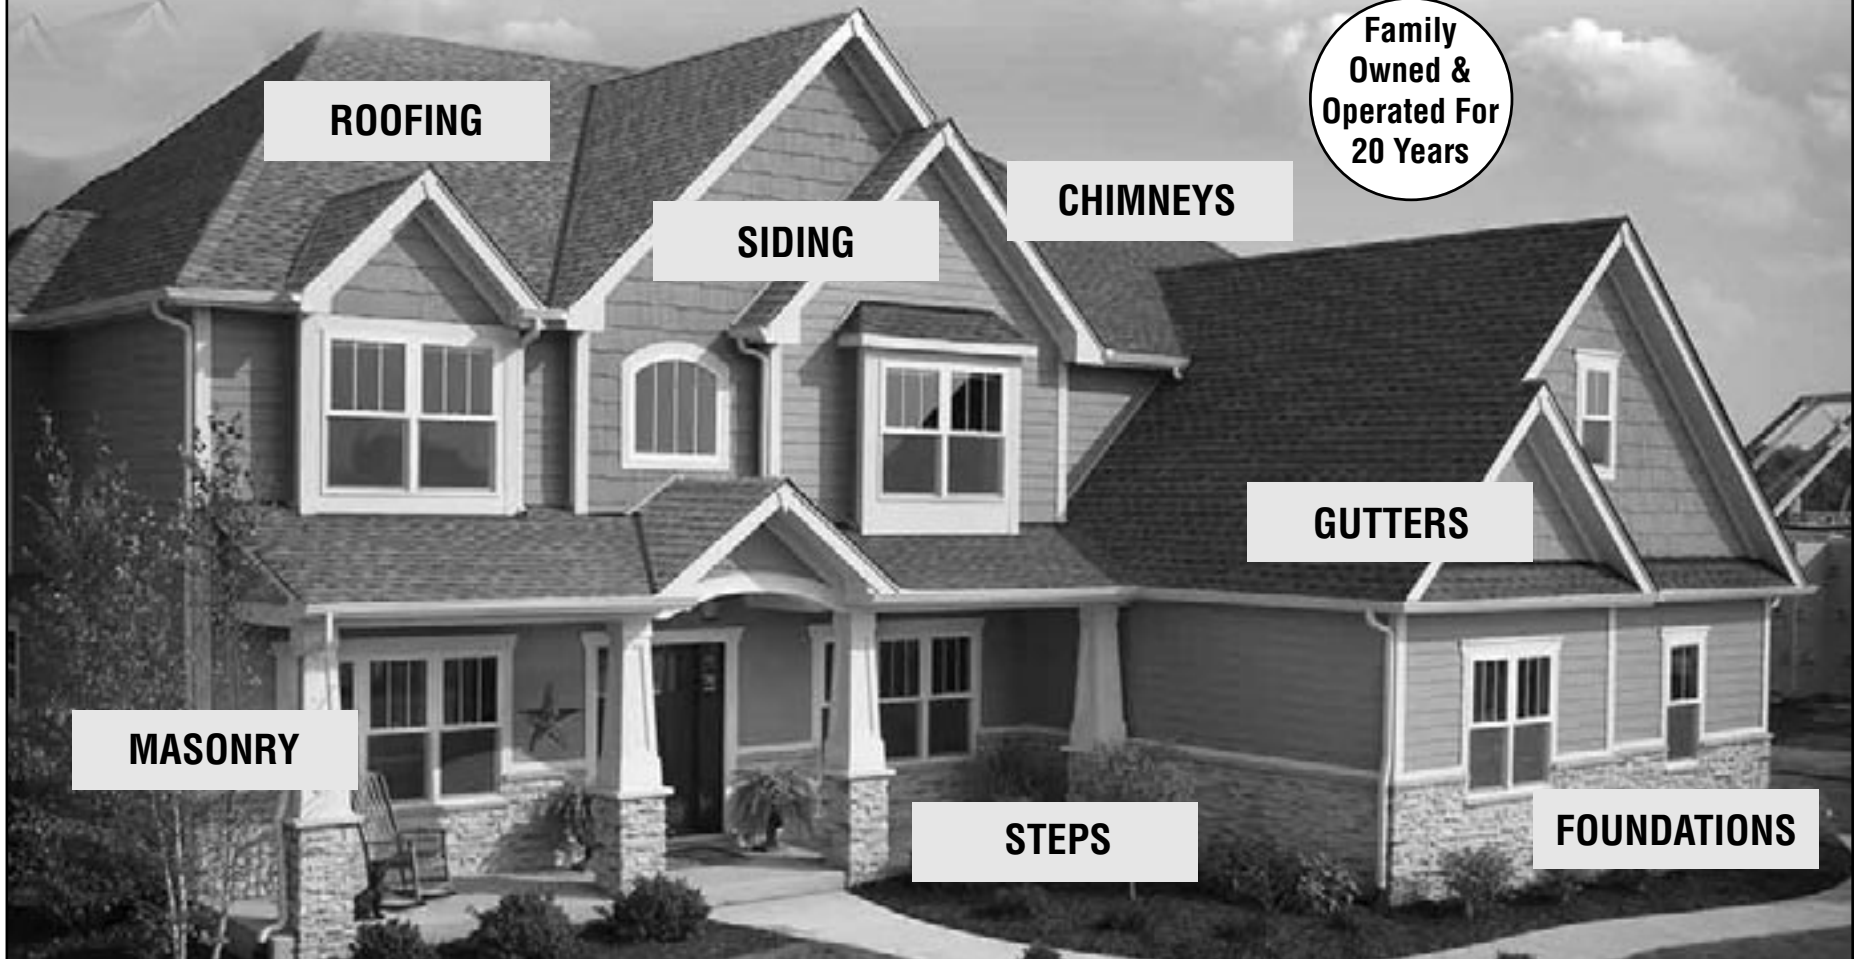 Family
Owned &
Operated For
20 Years
ROOFING
CHIMNEYS
SIDING
GUTTERS
MASONRY
STEPS
FOUNDATIONS